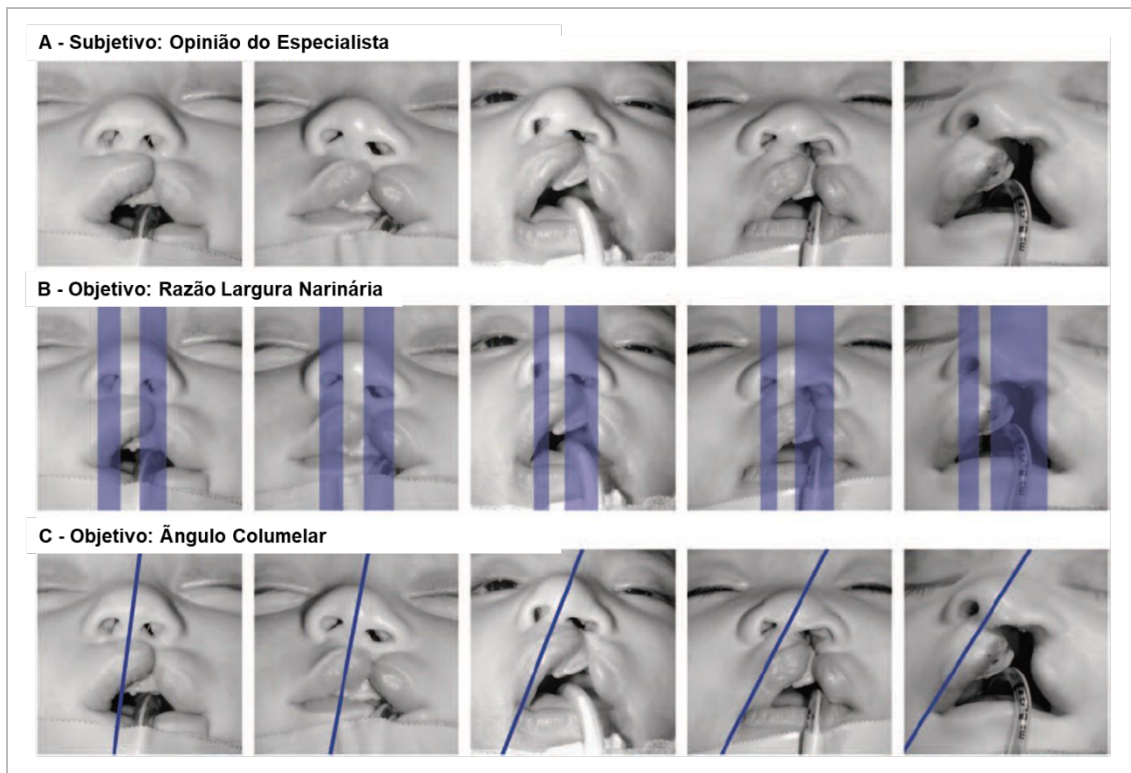 A - Subjetivo: Opinião do Especialista
B - Objetivo: Razão Largura Narinária
C - Objetivo: Ãngulo Columelar